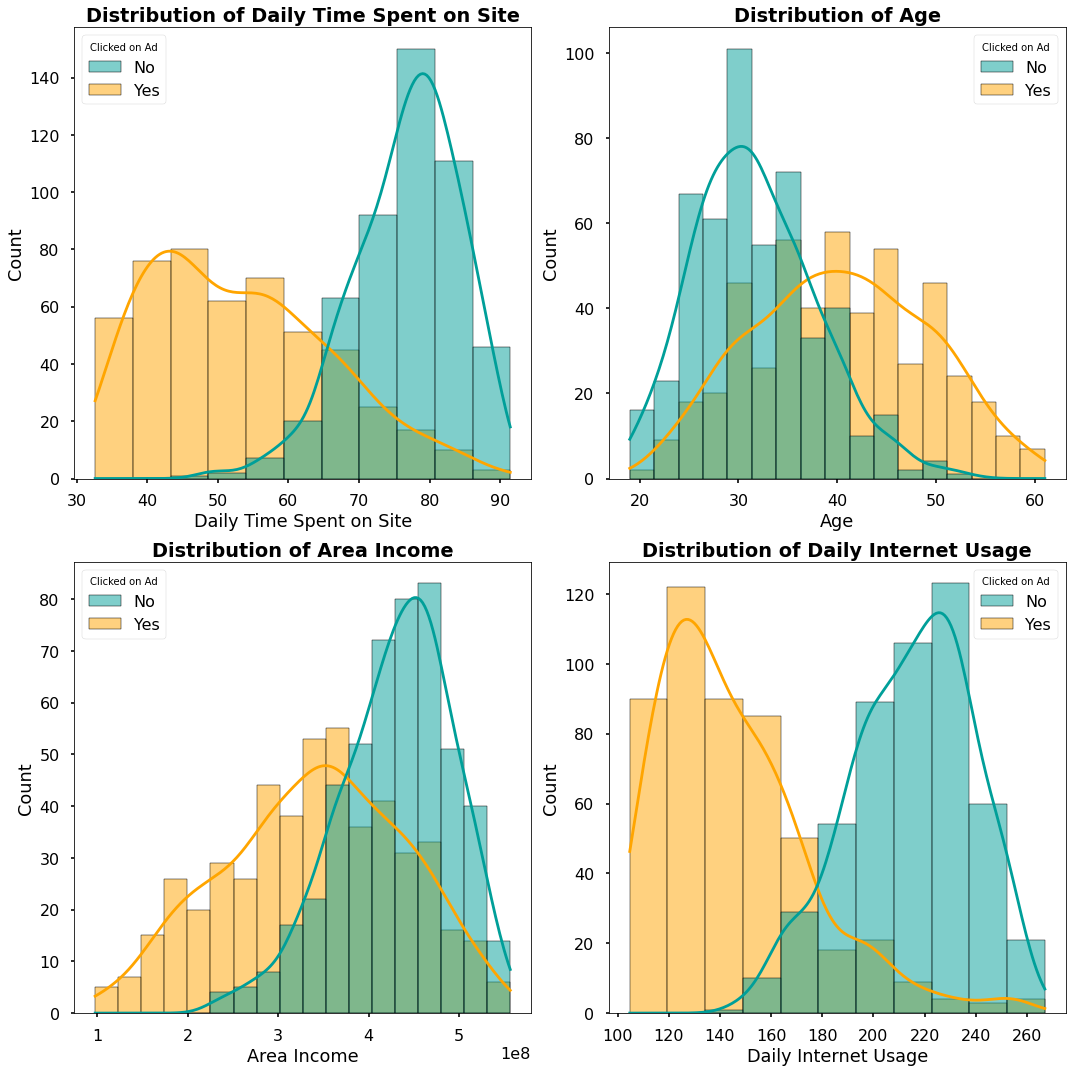 Distribution of Daily Time Spent on Site
Clicked on Ad
No
Yes
Count
0
20
40
60
80
100
120
140
30 40 50 60 70 80 90
Daily Time Spent on Site
Distribution of Age
Clicked on Ad
No
Yes
Count
0
20
40
60
80
100
20 30 40 50 60
Age
Distribution of Area Income
Clicked on Ad
No
Yes
Count
0
10
20
30
40
50
60
70
80
1 2 3 4 5
Area Income
1e8
Distribution of Daily Internet Usage
Clicked on Ad
No
Yes
Count
0
20
40
60
80
100
120
100 120 140 160 180 200 220 240 260
Daily Internet Usage